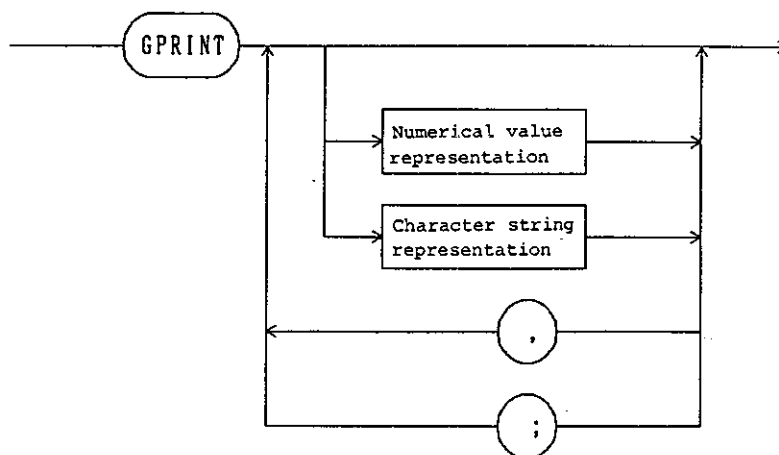 GPRINT
Numerical value
representation
Character string
representation
,
;